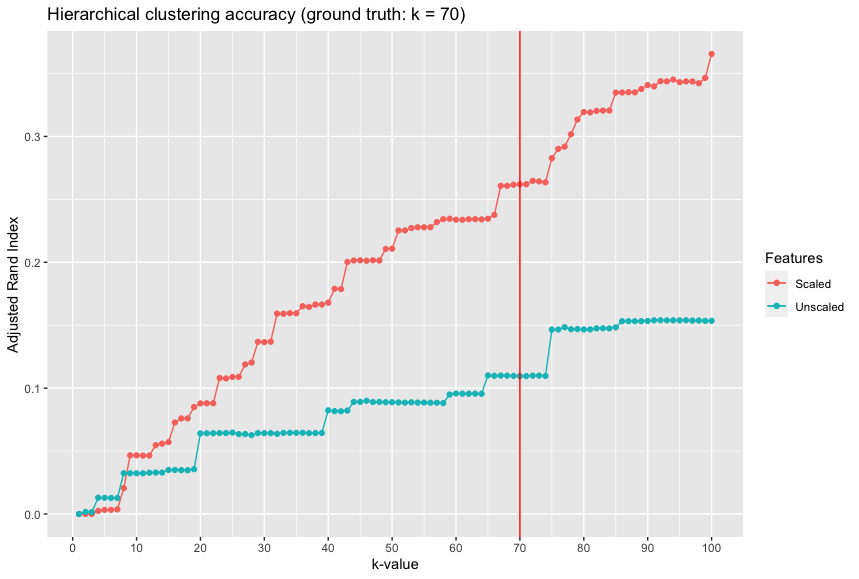 Hierarchical clustering accuracy (ground truth: k = 70)
Adjusted Rand Index
0.3
0.2
0.1
0.0
0 10 20 30 40 50 60 70 80 90 100
k-value
Features
Scaled
Unscaled